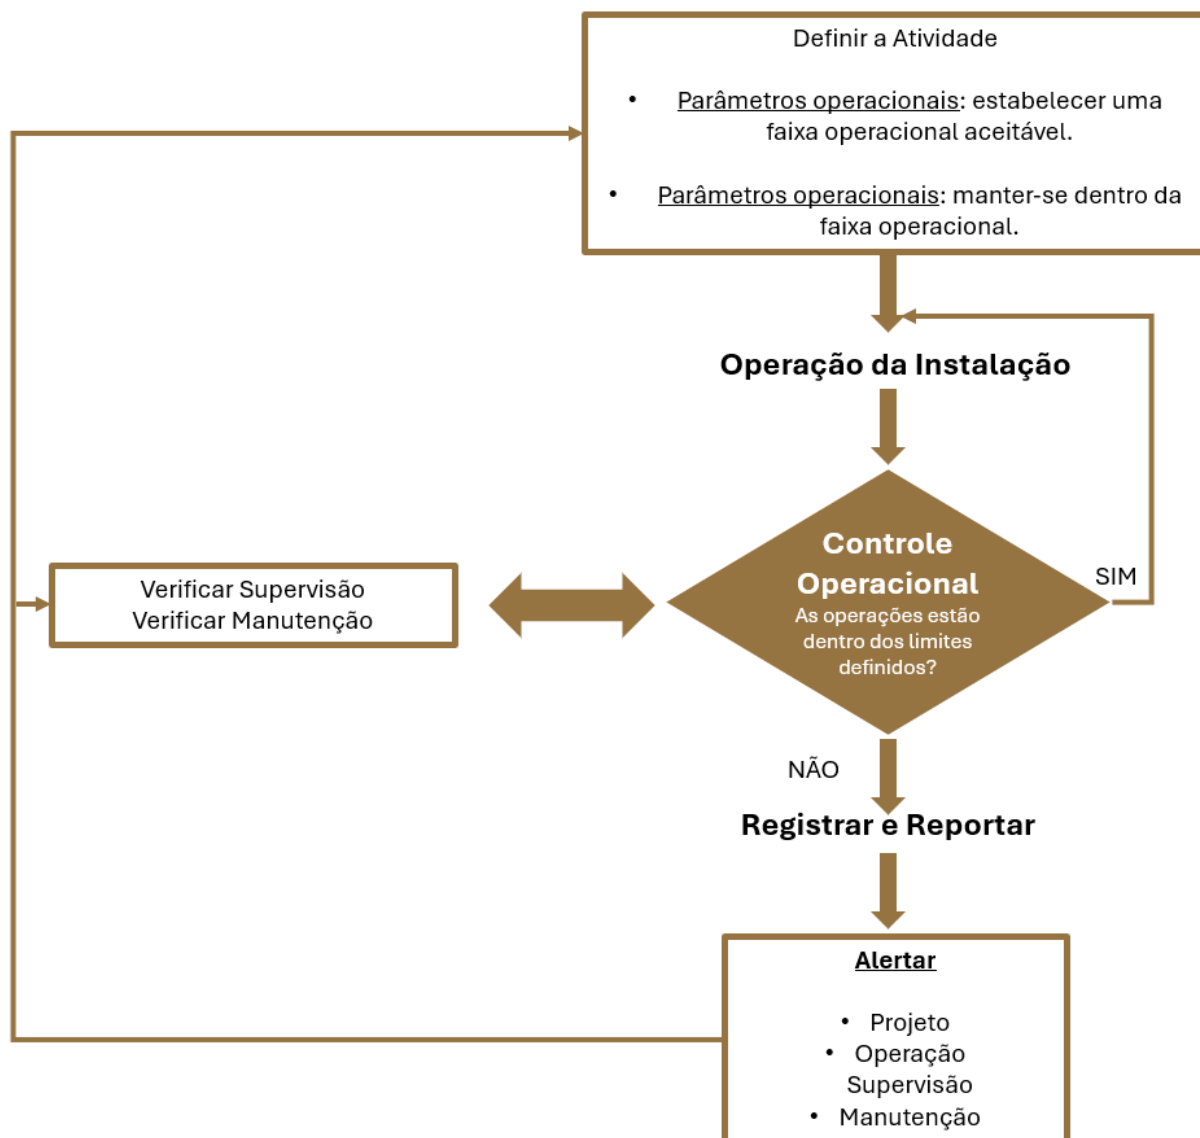 Definir a Atividade
• Parâmetros operacionais: estabelecer uma
faixa operacional aceitável.
• Parâmetros operacionais: manter-se dentro da
faixa operacional.
Operação da Instalação
Controle
Operacional
As operações estão
dentro dos limites
definidos?
SIM
Verificar Supervisão
Verificar Manutenção
NÃO
Registrar e Reportar
Alertar
• Projeto
• Operação
Supervisão
• Manutenção